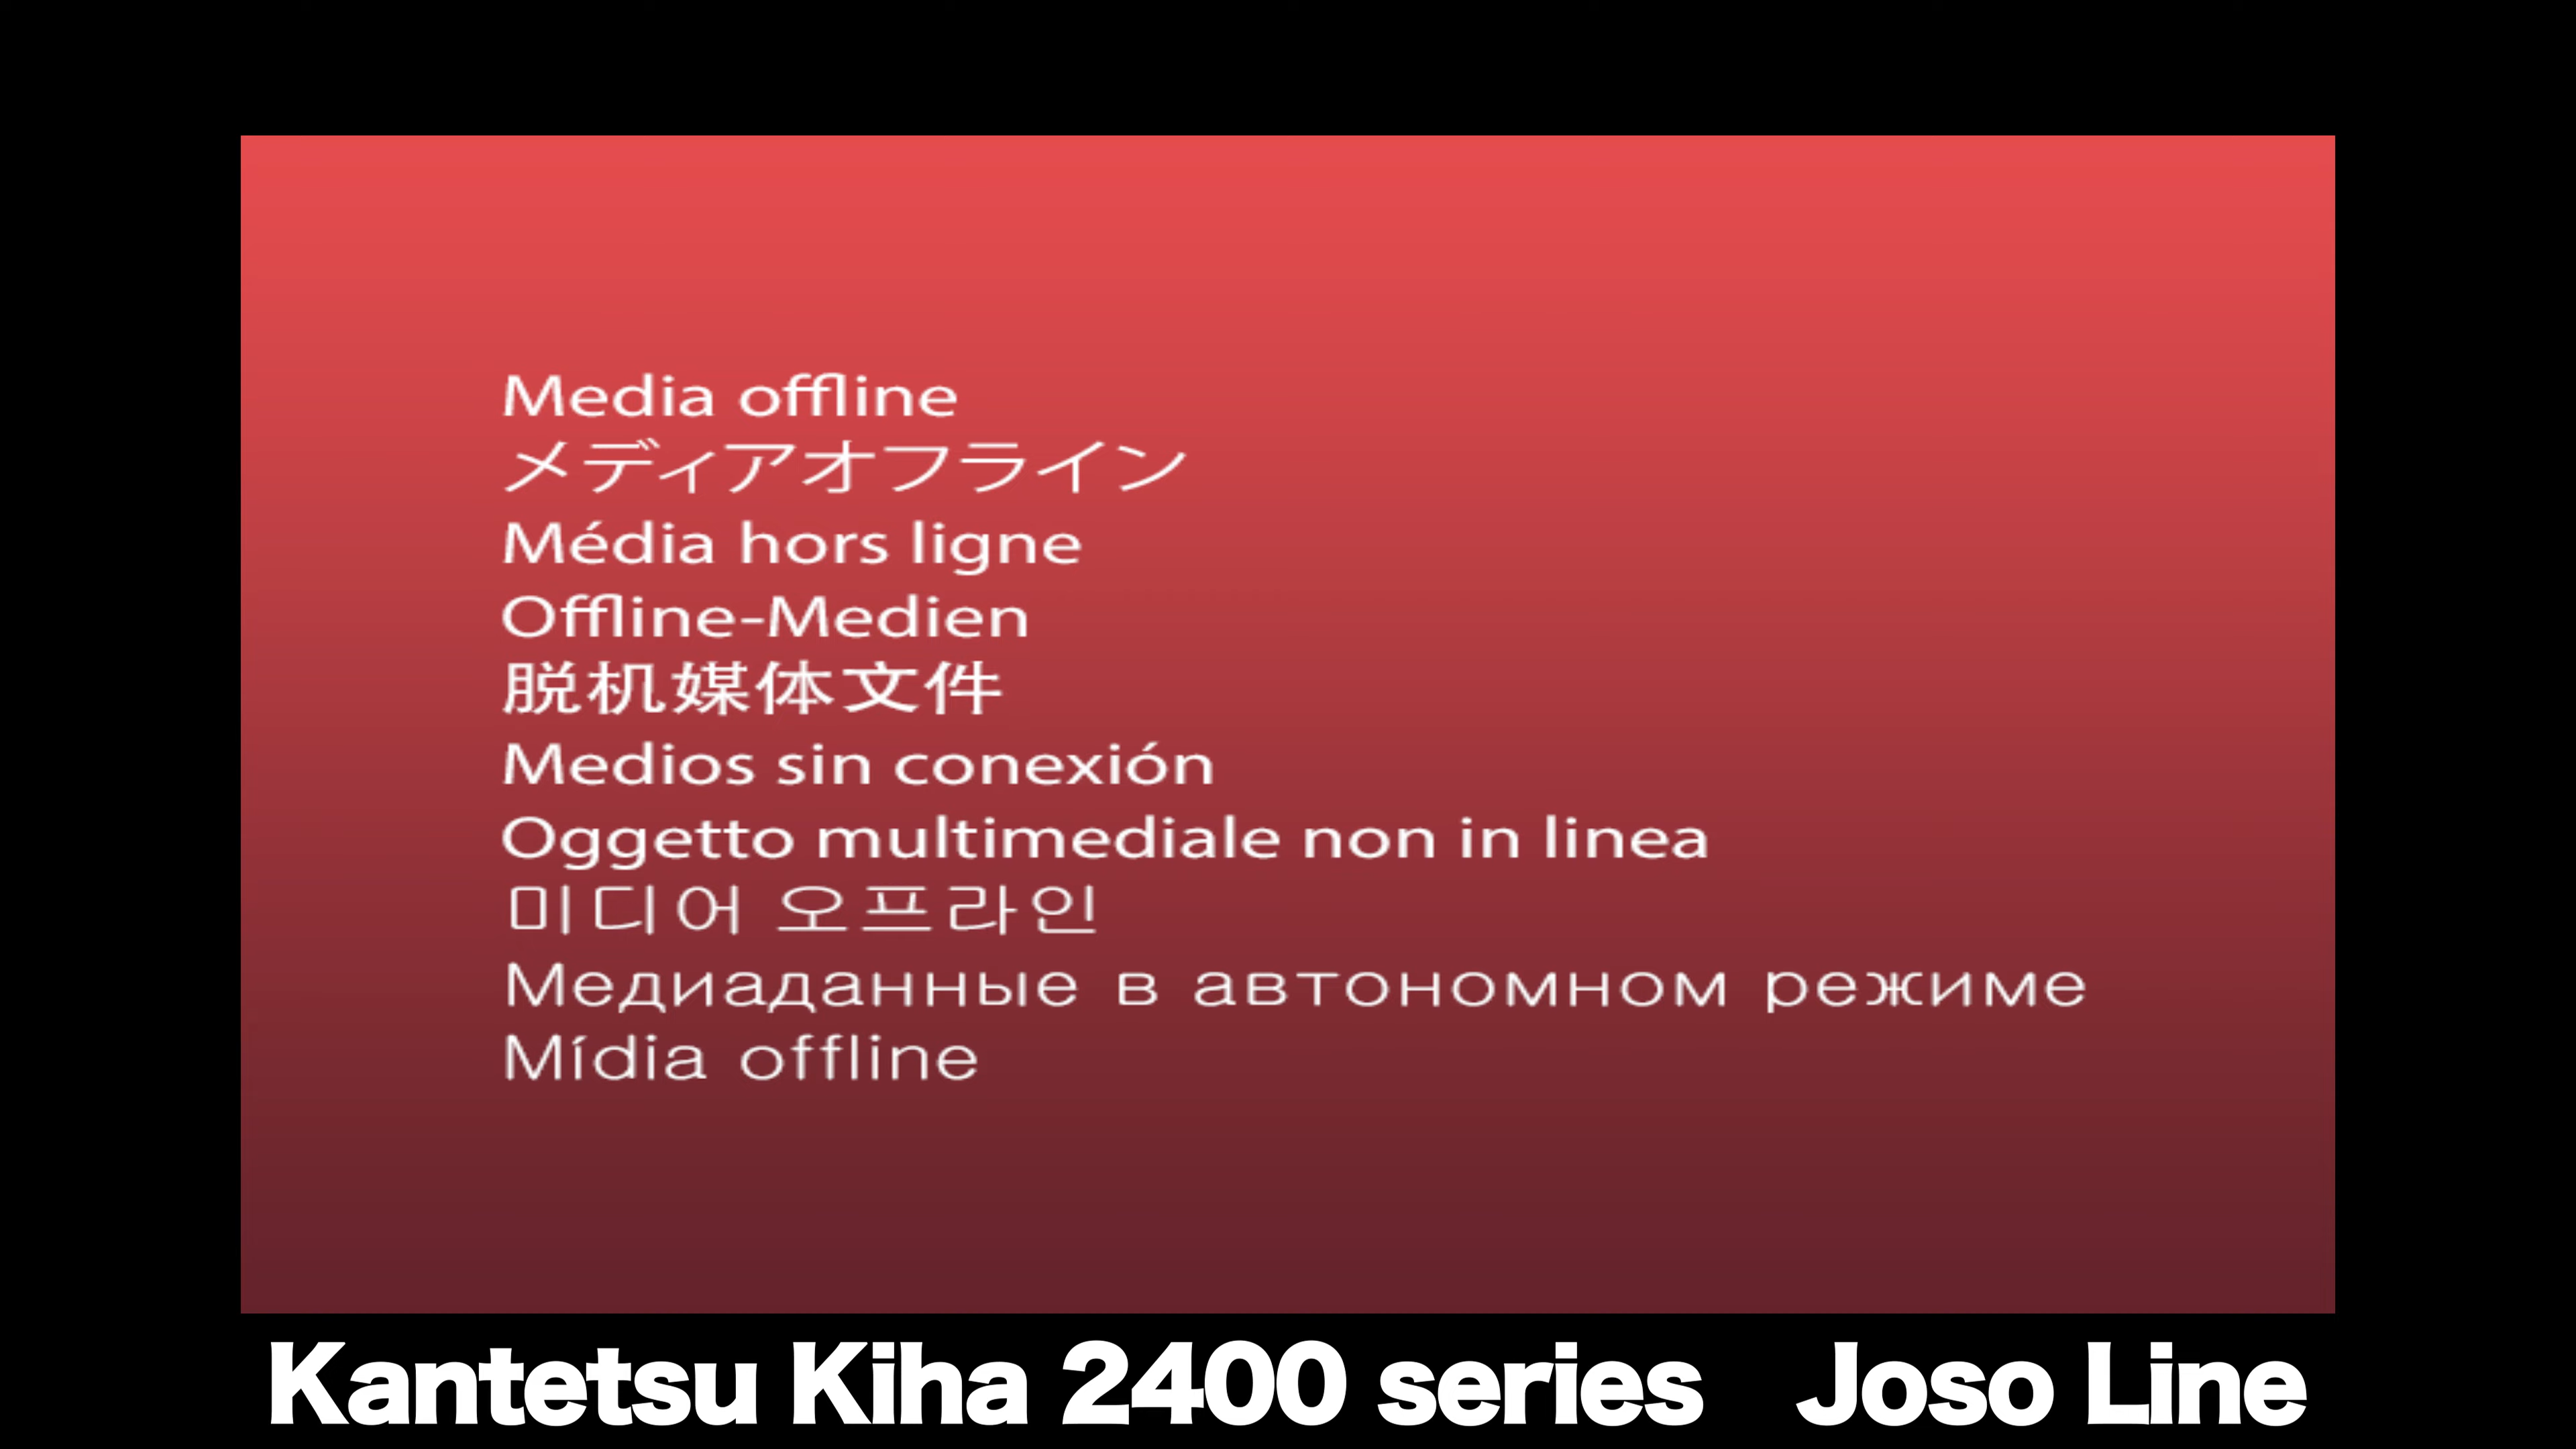 Media offline
メディアオフライン
Média hors ligne
Offline-Medien
脱机媒体文件
Medios sin conexión
Oggetto multimediale non in linea
미디어 오프라인
Медиаданные в автономном режиме
Mídia offline
Kantetsu Kiha 2400 series　Joso Line